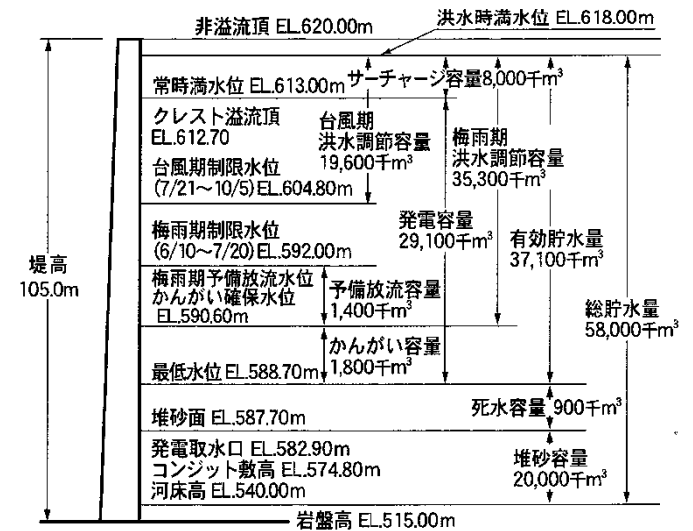 非溢流頂 EL.620.00m
洪水時満水位 EL.618.00m
常時満水位 EL.613.00m
サーチャージ容量8,000千m³
クレスト溢流頂
EL.612.70
台風期
洪水調節容量
19,600千m³
梅雨期
洪水調節容量
35,300千m³
台風期制限水位
(7/21〜10/5)EL.604.80m
発電容量
29,100千m³
有効貯水量
37,100千m³
梅雨期制限水位
(6/10〜7/20)EL.592.00m
堤高
105.0m
梅雨期予備放流水位
かんがい確保水位
EL.590.60m
予備放流容量
1,400千m³
総貯水量
58,000千m³
かんがい容量
1,800千m³
最低水位 EL.588.70m
死水容量 900千m³
堆砂面 EL.587.70m
発電取水口 EL.582.90m
コンジット敷高 EL.574.80m
河床高 EL.540.00m
堆砂容量
20,000千m³
岩盤高 EL.515.00m